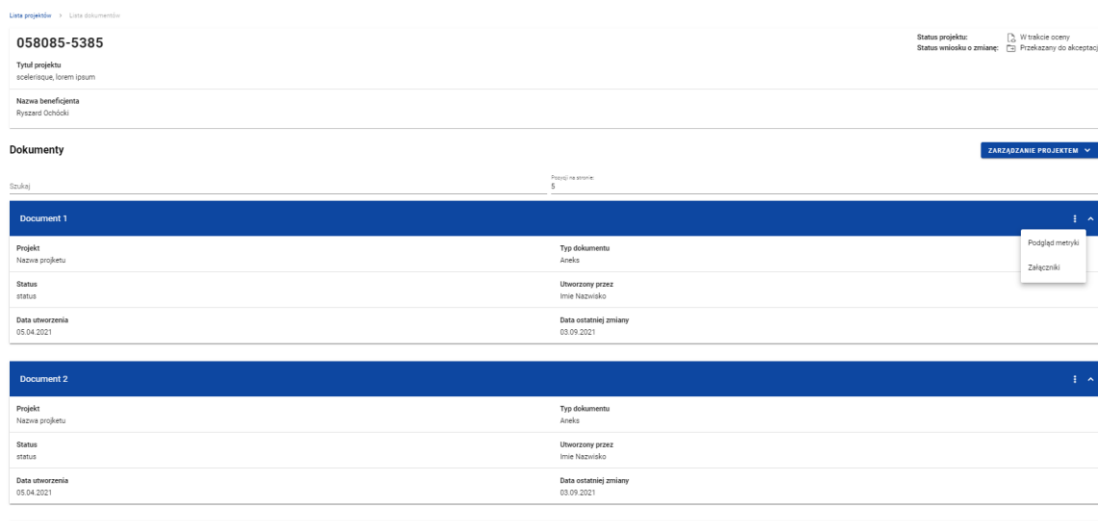 Lista projektów > Lista dokumentów
058085-5385
Status projektu: W trakcie oceny
Status wniosku o zmianę: Przekazany do akceptacj
Tytuł projektu
scelerisque, lorem ipsum
Nazwa beneficjenta
Ryszard Ochódki
Dokumenty
ZARZĄDZANIE PROJEKTEM
Szukaj
Pozycji na stronie:
5
Document 1
Podgląd metryki
Załączniki
Projekt Typ dokumentu
Nazwa projketu Aneks
Status Utworzony przez
status Imie Nazwisko
Data utworzenia Data ostatniej zmiany
05.04.2021 03.09.2021
Document 2
Projekt Typ dokumentu
Nazwa projketu Aneks
Status Utworzony przez
status Imie Nazwisko
Data utworzenia Data ostatniej zmiany
05.04.2021 03.09.2021